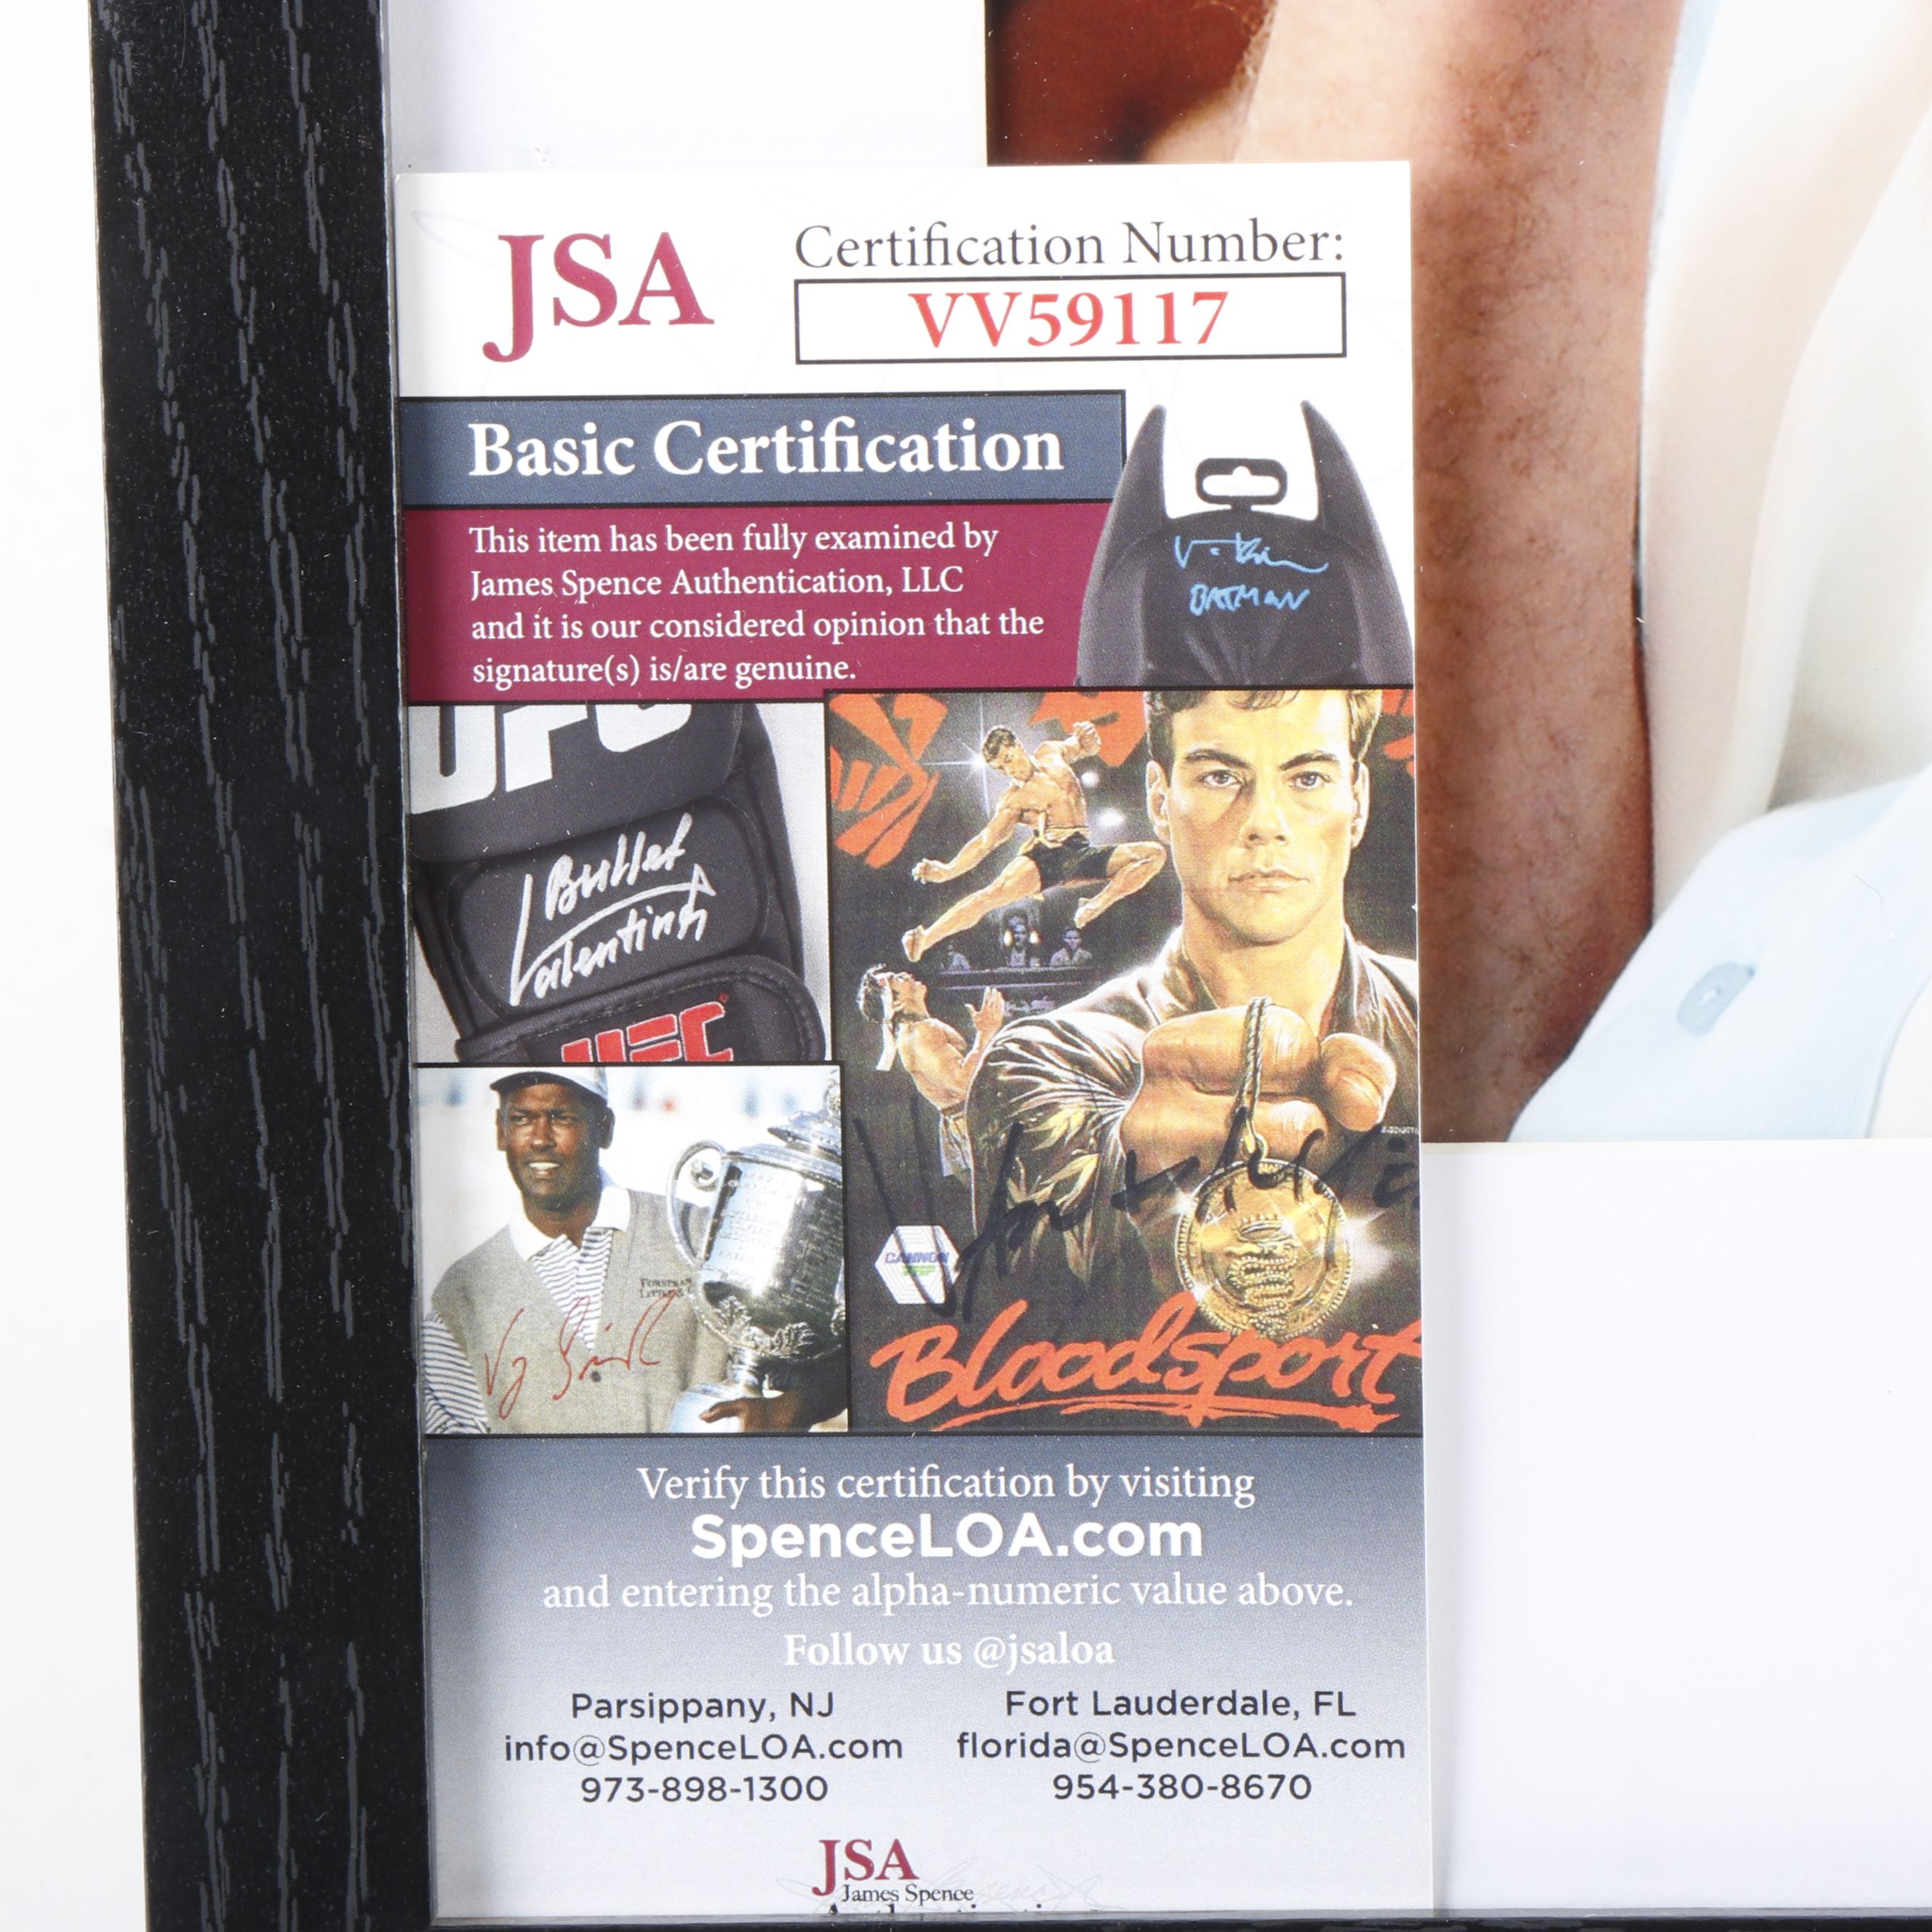 JSA
Certification Number:
VV59117
Basic Certification
This item has been fully examined by
James Spence Authentication, LLC
and it is our considered opinion that the
signature(s) is/are genuine.
BATMAN
UFC
Bullet
Valentina
UFC
CANNON
Bloodsport
Verify this certification by visiting
SpenceLOA.com
and entering the alpha-numeric value above.
Follow us @jsaloa
Parsippany, NJ
info@SpenceLOA.com
973-898-1300
Fort Lauderdale, FL
florida@SpenceLOA.com
954-380-8670
JSA
James Spence